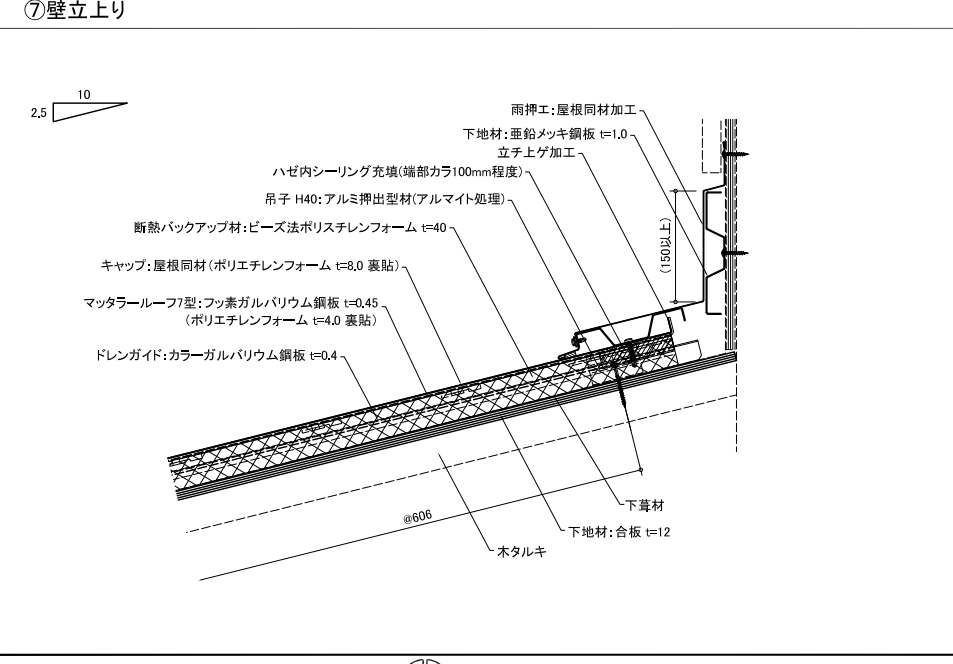 ⑦壁立上り
10
2.5
雨押エ：屋根同材加工
下地材：亜鉛メッキ鋼板 t=1.0
立チ上ゲ加工
ハゼ内シーリング充填(端部カラ100mm程度)
吊子 H40：アルミ押出型材(アルマイト処理)
断熱バックアップ材：ビーズ法ポリスチレンフォーム t=40
(150以上)
キャップ：屋根同材(ポリエチレンフォーム t=8.0 裏貼)
マッタラールーフ7型：フッ素ガルバリウム鋼板 t=0.45
(ポリエチレンフォーム t=4.0 裏貼)
ドレンガイド：カラーガルバリウム鋼板 t=0.4
@606
下葺材
下地材：合板 t=12
木タルキ